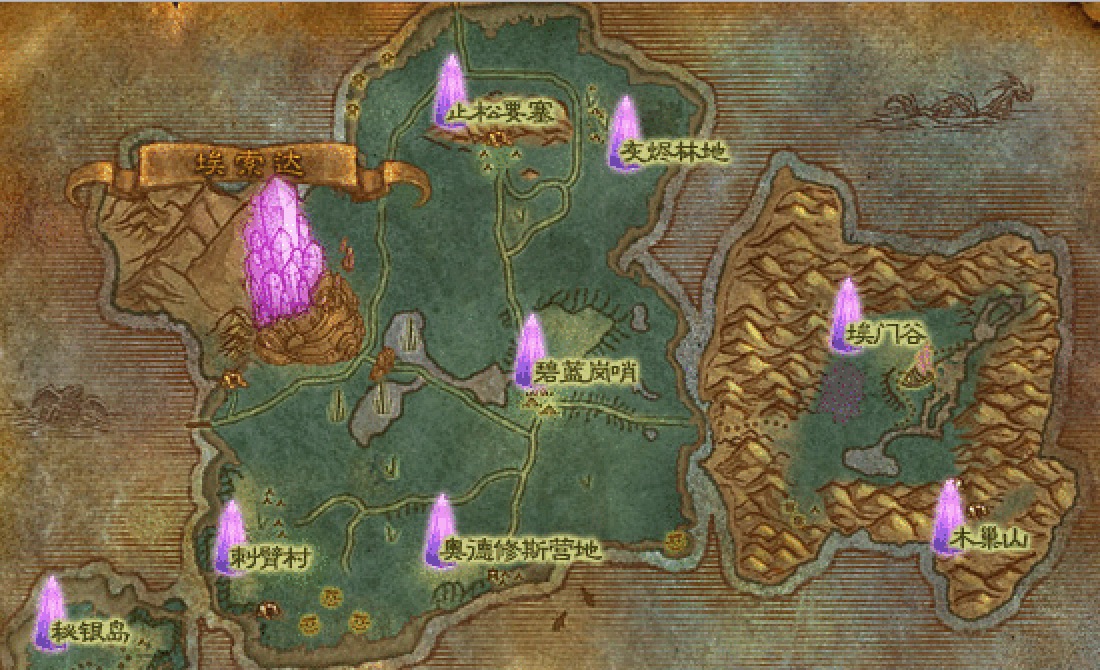 止松要塞
灰烬林地
埃索达
埃门谷
碧蓝岗哨
木巢山
刺臂村
奥德修斯营地
秘银岛